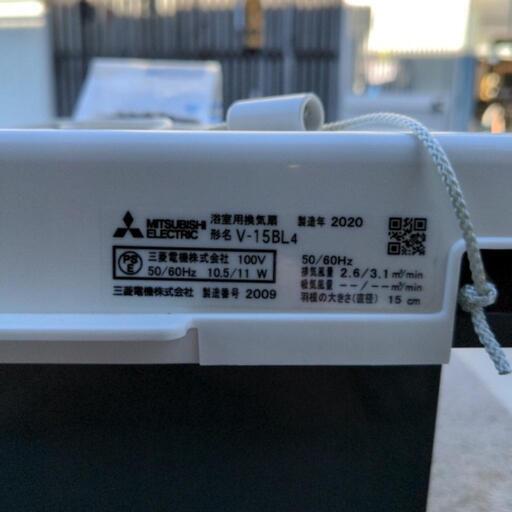 MITSUBISHI ELECTRIC
浴室用換気扇 製造年 2020
形名 V-15BL4
PSE 三菱電機株式会社 100V
50/60Hz 10.5/11 W
三菱電機株式会社 製造番号 2009
50/60Hz
排気風量 2.6/3.1 m³/min
吸気風量 --/-- m³/min
羽根の大きさ(直径) 15 cm